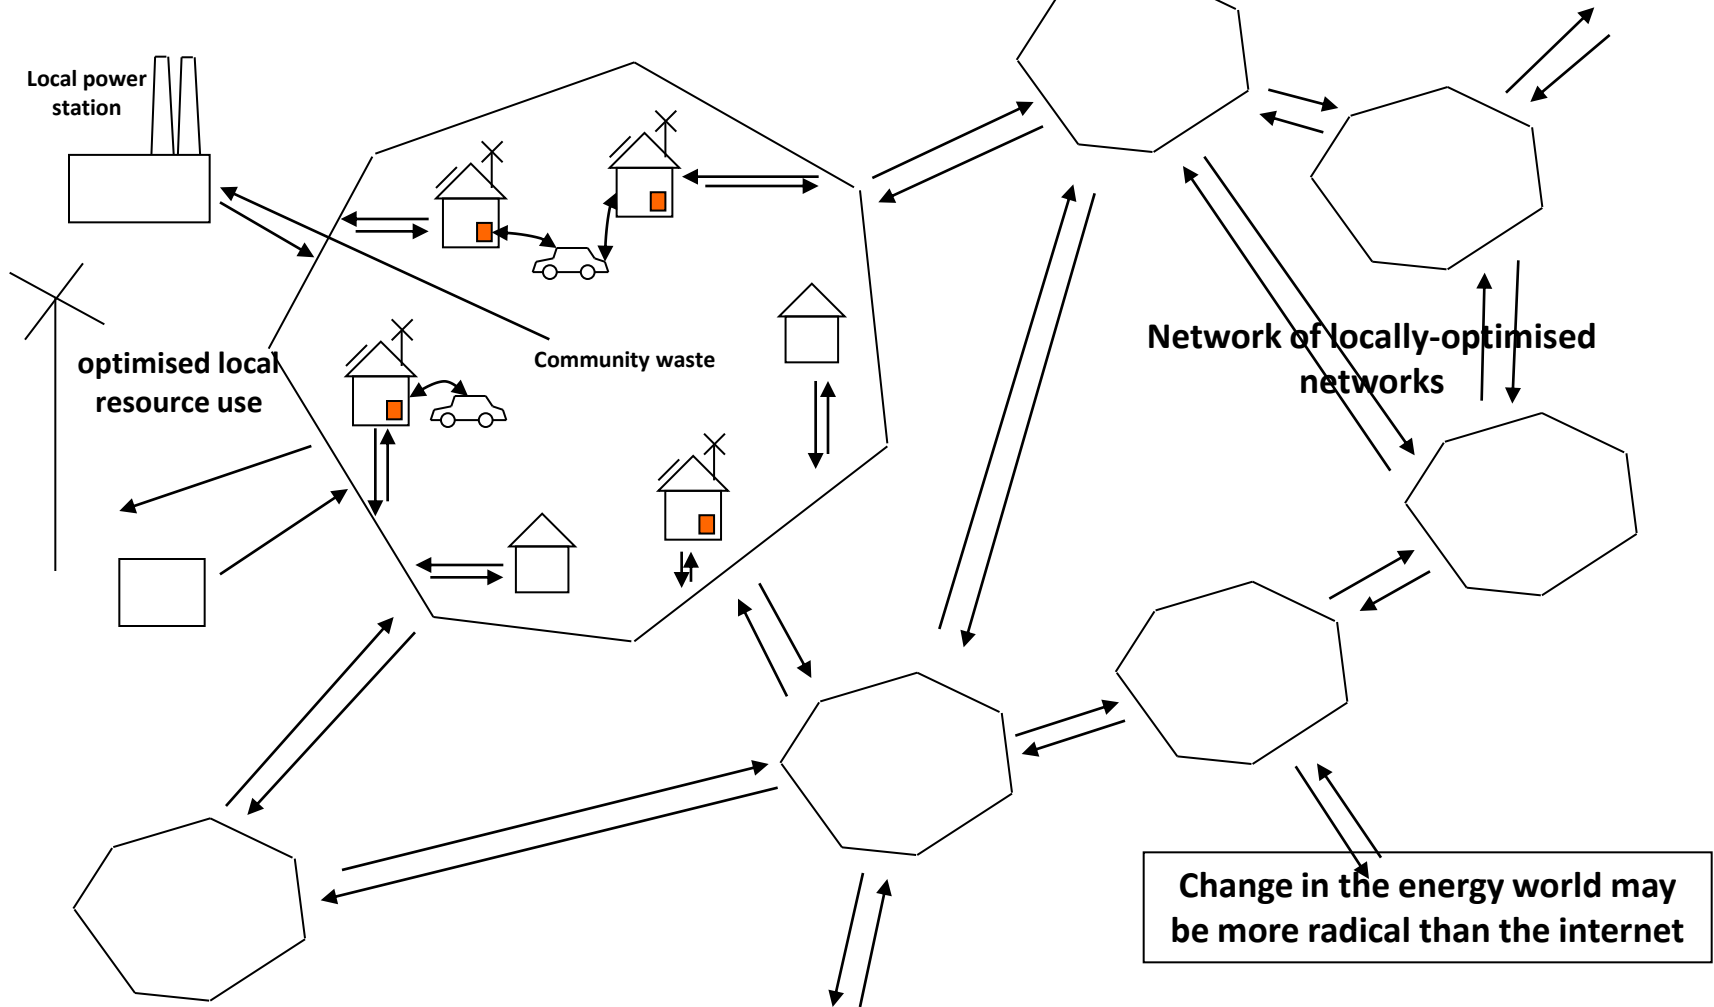 Local power
station
optimised local
resource use
Community waste
Network of locally-optimised
networks
Change in the energy world may
be more radical than the internet